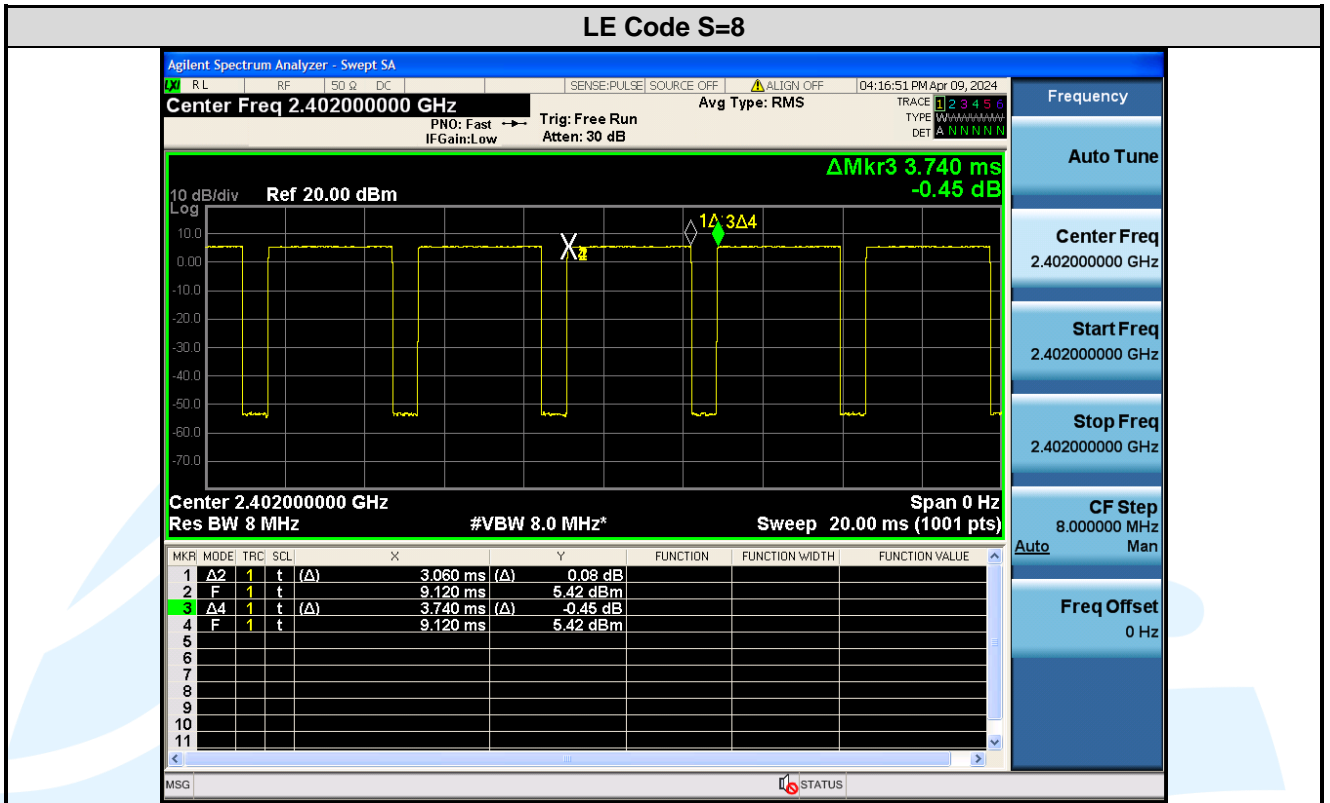 LE Code S=8
Agilent Spectrum Analyzer - Swept SA
LXI RL RF 50 Ω DC SENSE:PULSE SOURCE OFF ALIGN OFF 04:16:51 PM Apr 09, 2024
Center Freq 2.402000000 GHz
PNO: Fast
IFGain:Low
Trig: Free Run
Atten: 30 dB
Avg Type: RMS
TRACE 1 2 3 4 5 6
TYPE WWWWWW
DET A N N N N N
ΔMkr3 3.740 ms
-0.45 dB
10 dB/div Ref 20.00 dBm
Log
10.0
0.00
-10.0
-20.0
-30.0
-40.0
-50.0
-60.0
-70.0
3Δ4
Center 2.402000000 GHz Span 0 Hz
Res BW 8 MHz #VBW 8.0 MHz* Sweep 20.00 ms (1001 pts)
MKR MODE TRC SCL X Y FUNCTION FUNCTION WIDTH FUNCTION VALUE
1 Δ2 1 t (Δ) 3.060 ms (Δ) 0.08 dB
2 F 1 t 9.120 ms 5.42 dBm
3 Δ4 1 t (Δ) 3.740 ms (Δ) -0.45 dB
4 F 1 t 9.120 ms 5.42 dBm
5
6
7
8
9
10
11
MSG STATUS
Frequency
Auto Tune
Center Freq
2.402000000 GHz
Start Freq
2.402000000 GHz
Stop Freq
2.402000000 GHz
CF Step
8.000000 MHz
Auto Man
Freq Offset
0 Hz